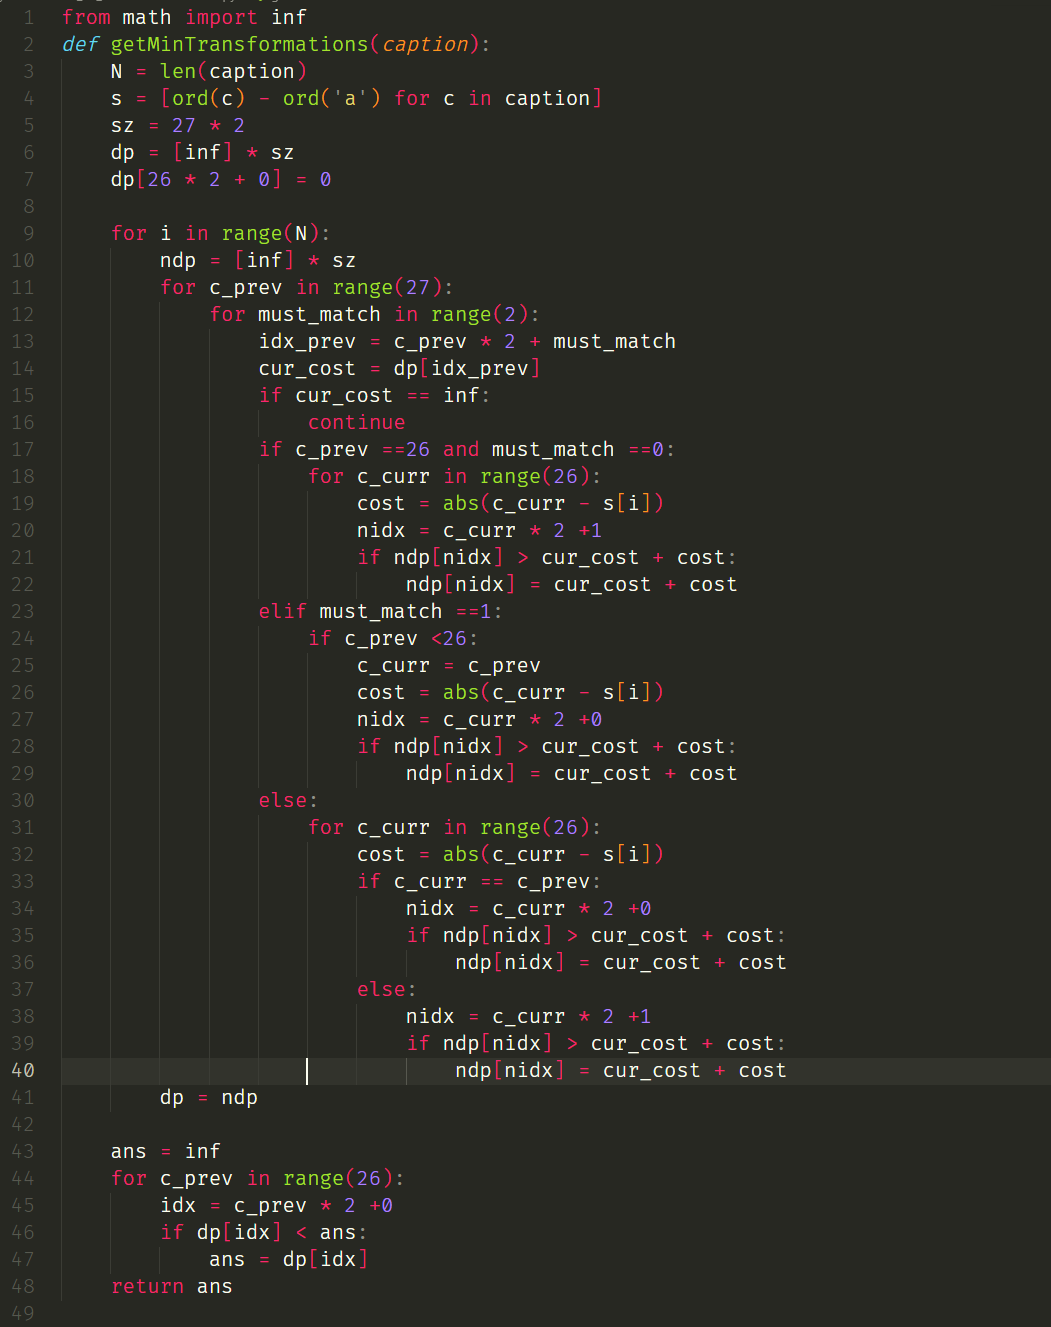 1 from math import inf
2 def getMinTransformations(caption):
3     N = len(caption)
4     s = [ord(c) - ord('a') for c in caption]
5     sz = 27 * 2
6     dp = [inf] * sz
7     dp[26 * 2 + 0] = 0
8
9     for i in range(N):
10         ndp = [inf] * sz
11         for c_prev in range(27):
12             for must_match in range(2):
13                 idx_prev = c_prev * 2 + must_match
14                 cur_cost = dp[idx_prev]
15                 if cur_cost == inf:
16                     continue
17                 if c_prev ==26 and must_match ==0:
18                     for c_curr in range(26):
19                         cost = abs(c_curr - s[i])
20                         nidx = c_curr * 2 +1
21                         if ndp[nidx] > cur_cost + cost:
22                             ndp[nidx] = cur_cost + cost
23                 elif must_match ==1:
24                     if c_prev <26:
25                         c_curr = c_prev
26                         cost = abs(c_curr - s[i])
27                         nidx = c_curr * 2 +0
28                         if ndp[nidx] > cur_cost + cost:
29                             ndp[nidx] = cur_cost + cost
30                 else:
31                     for c_curr in range(26):
32                         cost = abs(c_curr - s[i])
33                         if c_curr == c_prev:
34                             nidx = c_curr * 2 +0
35                             if ndp[nidx] > cur_cost + cost:
36                                 ndp[nidx] = cur_cost + cost
37                         else:
38                             nidx = c_curr * 2 +1
39                             if ndp[nidx] > cur_cost + cost:
40                                 ndp[nidx] = cur_cost + cost
41         dp = ndp
42
43     ans = inf
44     for c_prev in range(26):
45         idx = c_prev * 2 +0
46         if dp[idx] < ans:
47             ans = dp[idx]
48     return ans
49